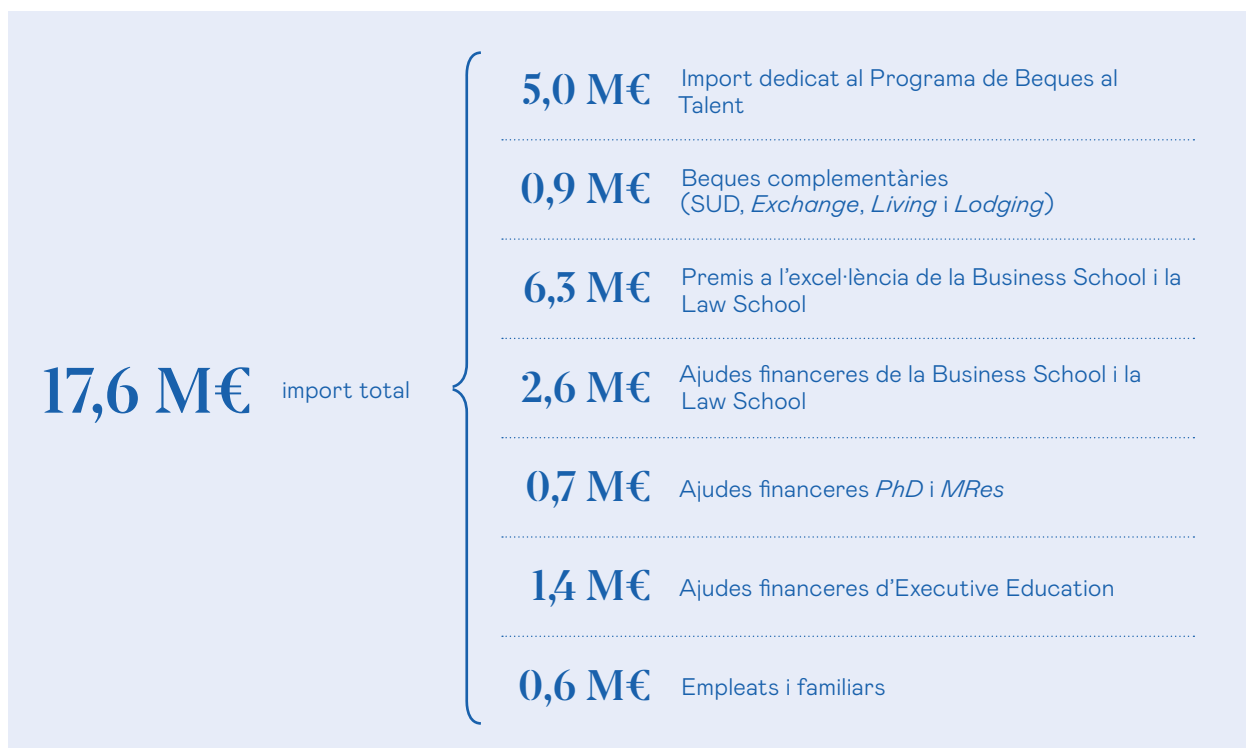 17,6 M€ import total
5,0 M€ Import dedicat al Programa de Beques al
Talent
0,9 M€ Beques complementàries
(SUD, Exchange, Living i Lodging)
6,3 M€ Premis a l’excel·lència de la Business School i la
Law School
2,6 M€ Ajudes financeres de la Business School i la
Law School
0,7 M€ Ajudes financeres PhD i MRes
1,4 M€ Ajudes financeres d’Executive Education
0,6 M€ Empleats i familiars